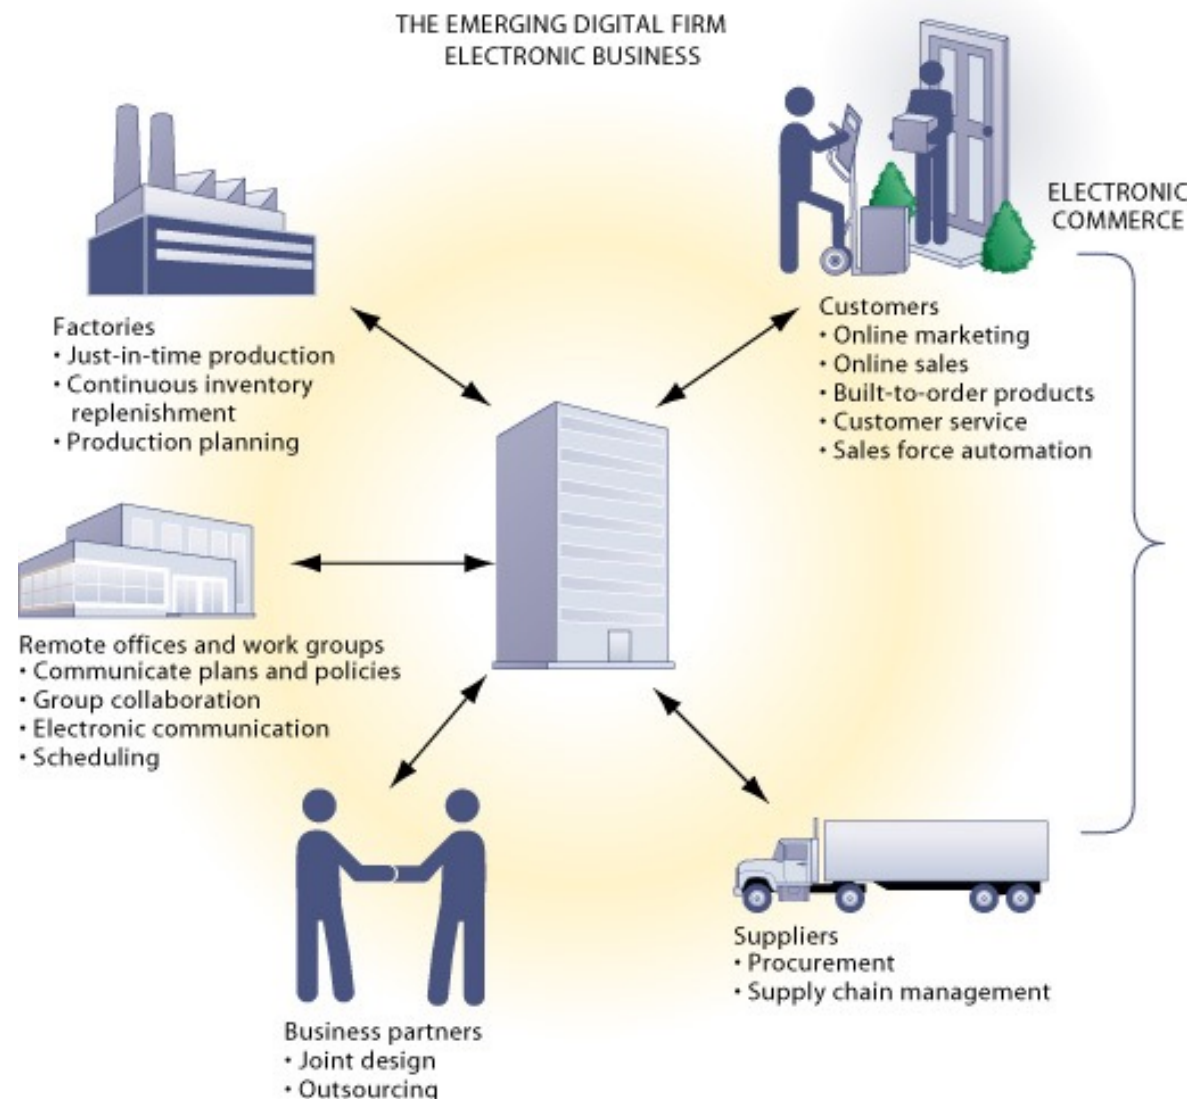 THE EMERGING DIGITAL FIRM
ELECTRONIC BUSINESS
ELECTRONIC
COMMERCE
Factories
• Just-in-time production
• Continuous inventory
replenishment
• Production planning
Customers
• Online marketing
• Online sales
• Built-to-order products
• Customer service
• Sales force automation
Remote offices and work groups
• Communicate plans and policies
• Group collaboration
• Electronic communication
• Scheduling
Business partners
• Joint design
• Outsourcing
Suppliers
• Procurement
• Supply chain management